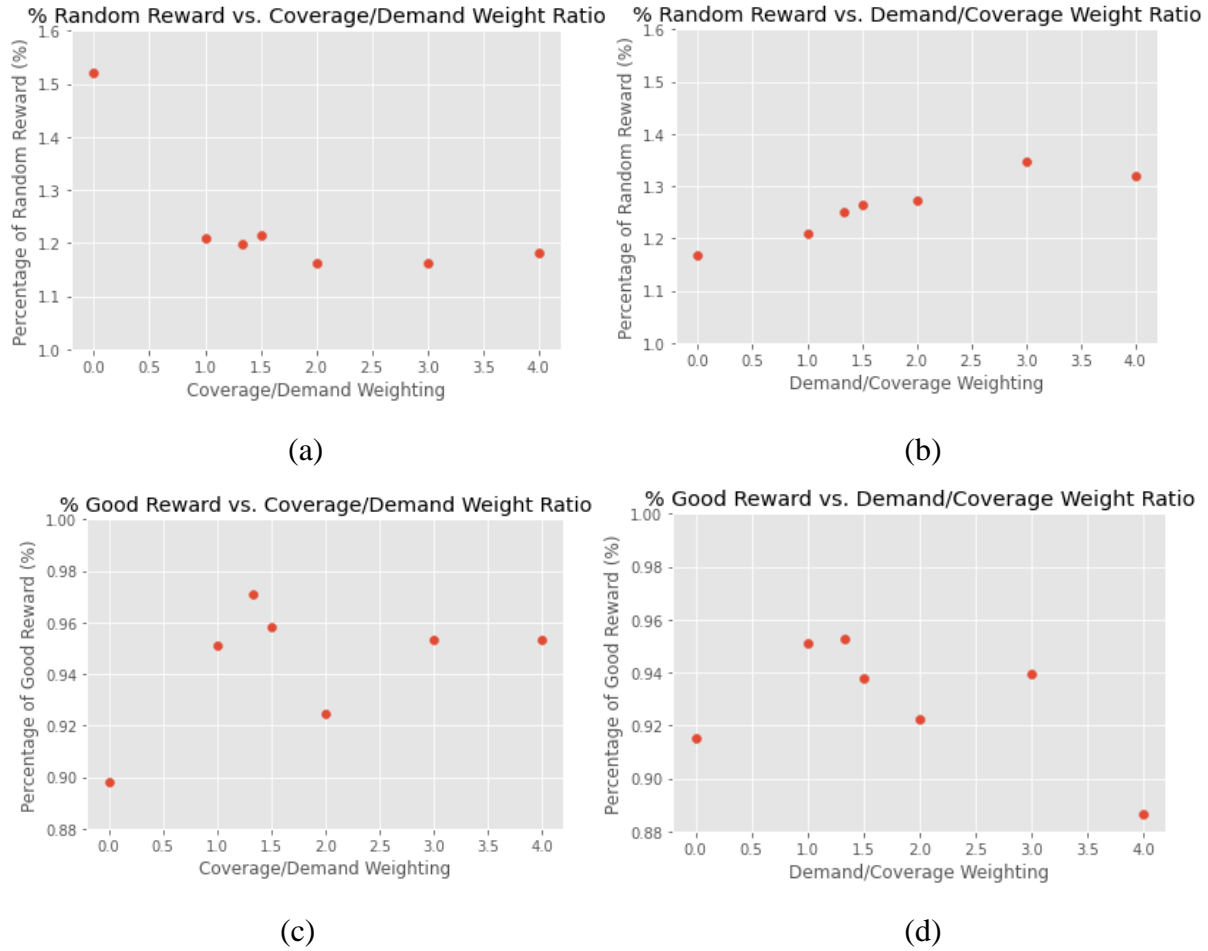 % Random Reward vs. Coverage/Demand Weight Ratio
Percentage of Random Reward (%)
1.6
1.5
1.4
1.3
1.2
1.1
1.0
0.0 0.5 1.0 1.5 2.0 2.5 3.0 3.5 4.0
Coverage/Demand Weighting
(a)
% Random Reward vs. Demand/Coverage Weight Ratio
Percentage of Random Reward (%)
1.6
1.5
1.4
1.3
1.2
1.1
1.0
0.0 0.5 1.0 1.5 2.0 2.5 3.0 3.5 4.0
Demand/Coverage Weighting
(b)
% Good Reward vs. Coverage/Demand Weight Ratio
Percentage of Good Reward (%)
1.00
0.98
0.96
0.94
0.92
0.90
0.88
0.0 0.5 1.0 1.5 2.0 2.5 3.0 3.5 4.0
Coverage/Demand Weighting
(c)
% Good Reward vs. Demand/Coverage Weight Ratio
Percentage of Good Reward (%)
1.00
0.98
0.96
0.94
0.92
0.90
0.88
0.0 0.5 1.0 1.5 2.0 2.5 3.0 3.5 4.0
Demand/Coverage Weighting
(d)